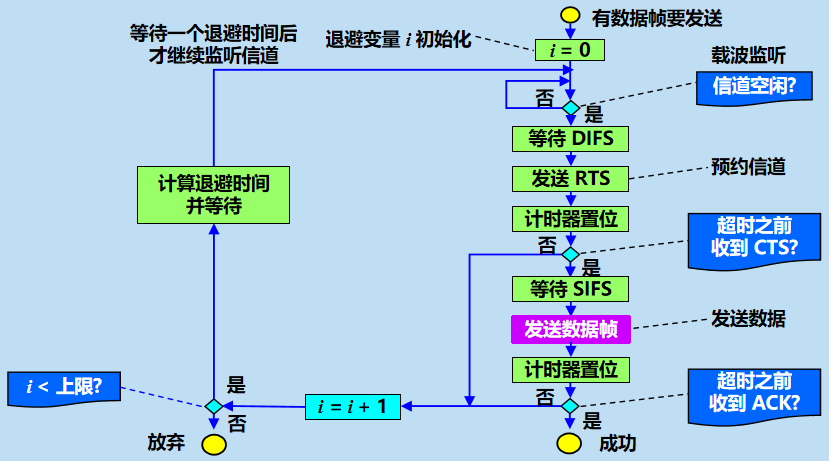 有数据帧要发送
等待一个退避时间后
才继续监听信道
退避变量 i 初始化
i = 0
载波监听
信道空闲?
否
是
等待 DIFS
发送 RTS
预约信道
计算退避时间
并等待
计时器置位
超时之前
收到 CTS?
否
是
等待 SIFS
发送数据帧
发送数据
计时器置位
超时之前
收到 ACK?
i < 上限?
是
i = i + 1
否
否
是
放弃
成功